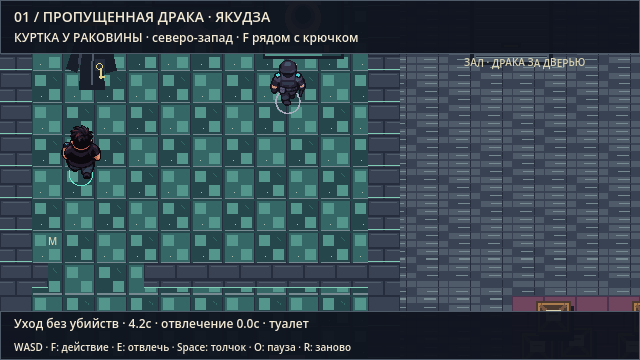 01 / ПРОПУЩЕННАЯ ДРАКА · ЯКУДЗА
КУРТКА У РАКОВИНЫ · северо-запад · F рядом с крючком
ЗАЛ · ДРАКА ЗА ДВЕРЬЮ
М
Уход без убийств · 4.2с · отвлечение 0.0с · туалет
WASD · F: действие · E: отвлечь · Space: толчок · O: пауза · R: заново